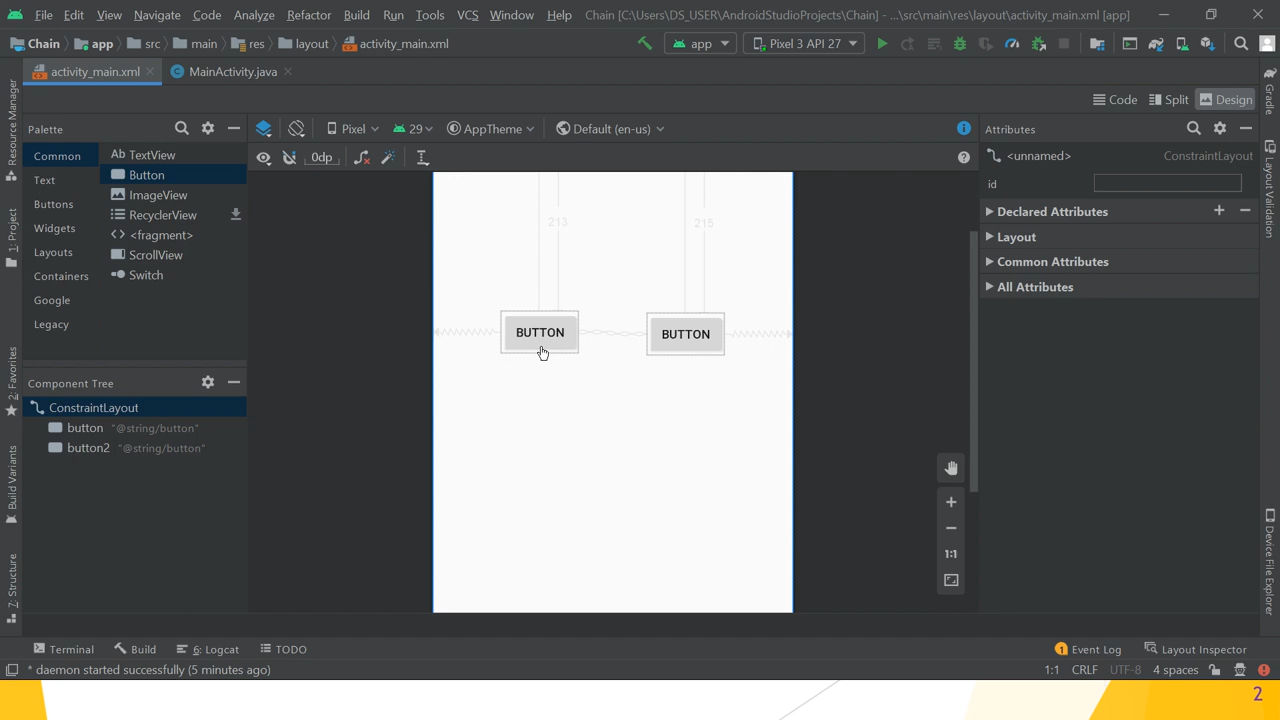 File Edit View Navigate Code Analyze Refactor Build Run Tools VCS Window Help Chain [C:\Users\DS_USER\AndroidStudioProjects\Chain] - ...\src\main\res\layout\activity_main.xml [app]
Chain app src main res layout activity_main.xml app Pixel 3 API 27
activity_main.xml MainActivity.java
Code Split Design
Palette Pixel 29 AppTheme Default (en-us) Attributes
0dp
Common Ab TextView <unnamed> ConstraintLayout
Text Button id
Buttons ImageView
Widgets RecyclerView Declared Attributes
Layouts <fragment> Layout
Containers ScrollView Common Attributes
Google Switch All Attributes
Legacy
213 215
BUTTON BUTTON
Component Tree
ConstraintLayout
button "@string/button"
button2 "@string/button"
1:1
Resource Manager
1: Project
2: Favorites
Build Variants
7: Structure
Gradle
Layout Validation
Device File Explorer
Terminal Build 6: Logcat TODO 1 Event Log Layout Inspector
* daemon started successfully (5 minutes ago) 1:1 CRLF UTF-8 4 spaces
2